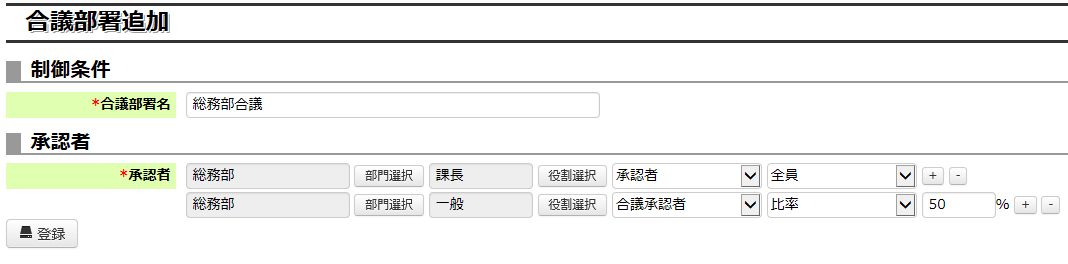 合議部署追加
制御条件
*合議部署名 総務部合議
承認者
*承認者 総務部 部門選択 課長 役割選択 承認者 全員 + -
総務部 部門選択 一般 役割選択 合議承認者 比率 50 % + -
登録